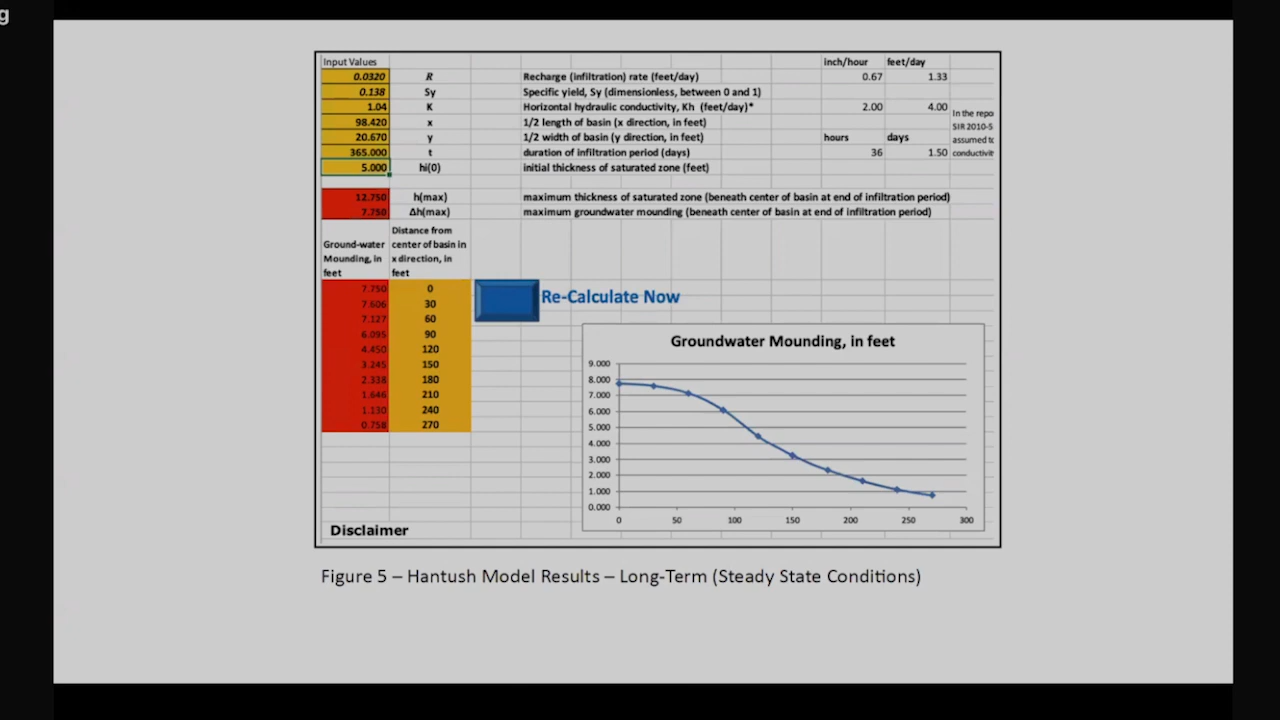 g
Input Values inch/hour feet/day
0.0320 R Recharge (infiltration) rate (feet/day) 0.67 1.33
0.138 Sy Specific yield, Sy (dimensionless, between 0 and 1)
1.04 K Horizontal hydraulic conductivity, Kh (feet/day)* 2.00 4.00
In the repo
98.420 x 1/2 length of basin (x direction, in feet)
SIR 2010-5
20.670 y 1/2 width of basin (y direction, in feet) hours days
assumed to
365.000 t duration of infiltration period (days) 36 1.50
conductivit
5.000 hi(0) initial thickness of saturated zone (feet)
12.750 h(max) maximum thickness of saturated zone (beneath center of basin at end of infiltration period)
7.750 Δh(max) maximum groundwater mounding (beneath center of basin at end of infiltration period)
Distance from
Ground-water center of basin in
Mounding, in x direction, in
feet feet
7.750 0
7.606 30
7.127 60
6.095 90
4.450 120
3.245 150
2.338 180
1.646 210
1.130 240
0.758 270
Re-Calculate Now
Groundwater Mounding, in feet
9.000
8.000
7.000
6.000
5.000
4.000
3.000
2.000
1.000
0.000
0 50 100 150 200 250 300
Disclaimer
Figure 5 – Hantush Model Results – Long-Term (Steady State Conditions)